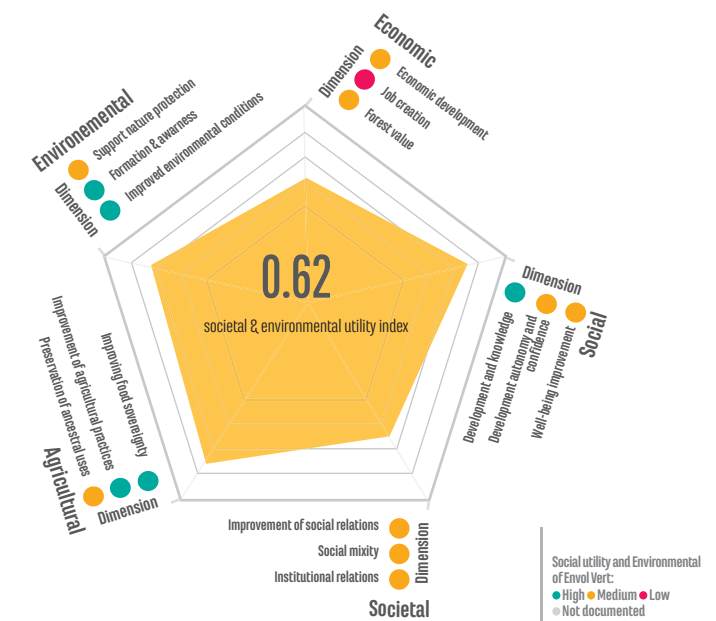 Economic
Dimension
Economic development
Job creation
Forest value
Environemental
Dimension
Support nature protection
Formation & awarness
Improved environmental conditions
0.62
societal & environmental utility index
Dimension
Social
Development and knowledge
Development autonomy and
confidence
Well-being improvement
Improving food sovereignty
Improvement of agricultural practices
Preservation of ancestral uses
Agricultural
Dimension
Improvement of social relations
Social mixity
Institutional relations
Dimension
Societal
Social utility and Environmental
of Envol Vert:
High Medium Low
Not documented